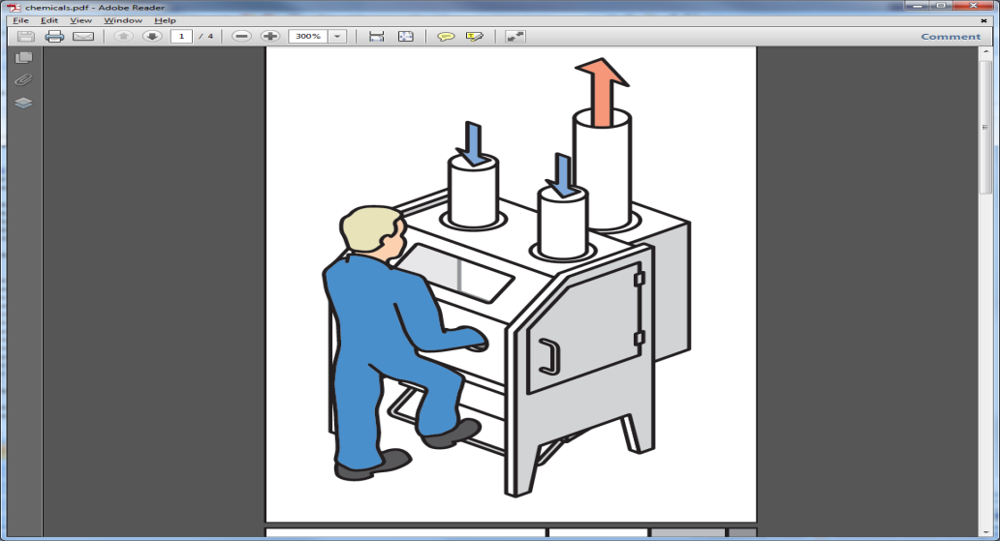 chemicals.pdf - Adobe Reader
File Edit View Window Help
1 / 4 300% Comment